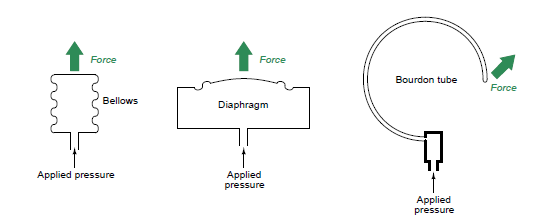 Force
Bellows
Applied pressure
Force
Diaphragm
Applied
pressure
Bourdon tube
Force
Applied
pressure